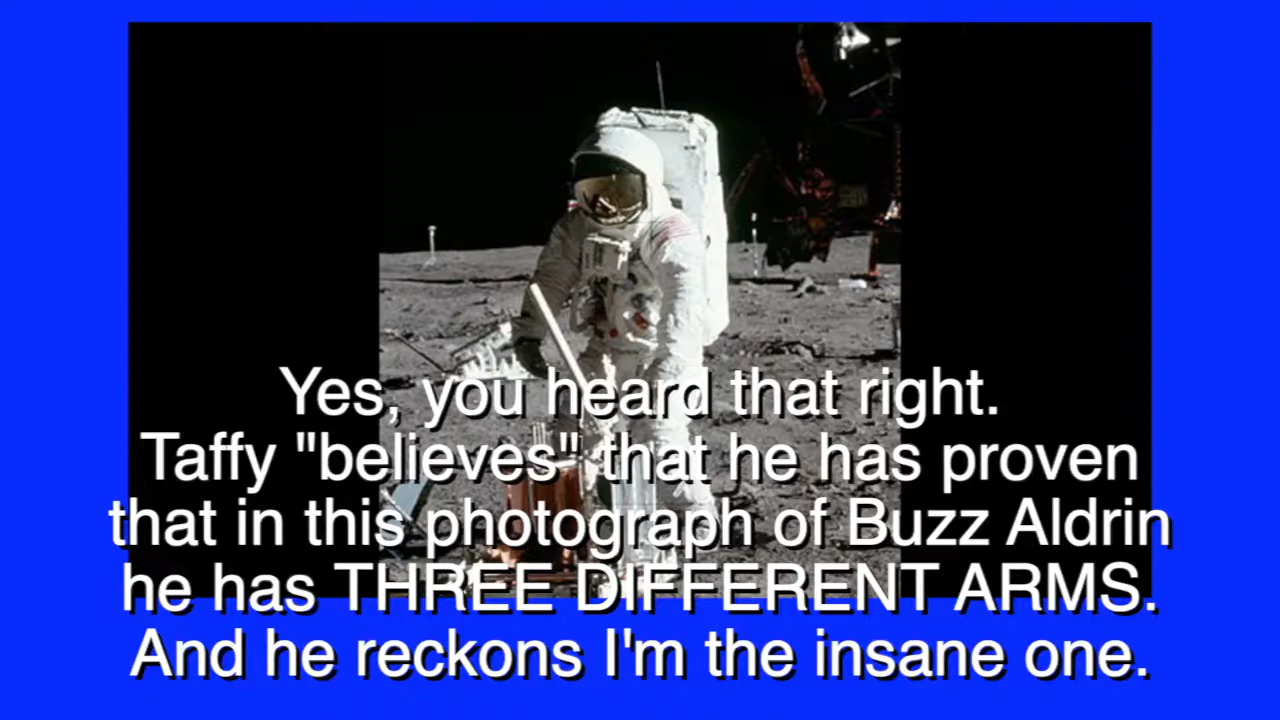 Yes, you heard that right.
Taffy "believes" that he has proven
that in this photograph of Buzz Aldrin
he has THREE DIFFERENT ARMS.
And he reckons I'm the insane one.